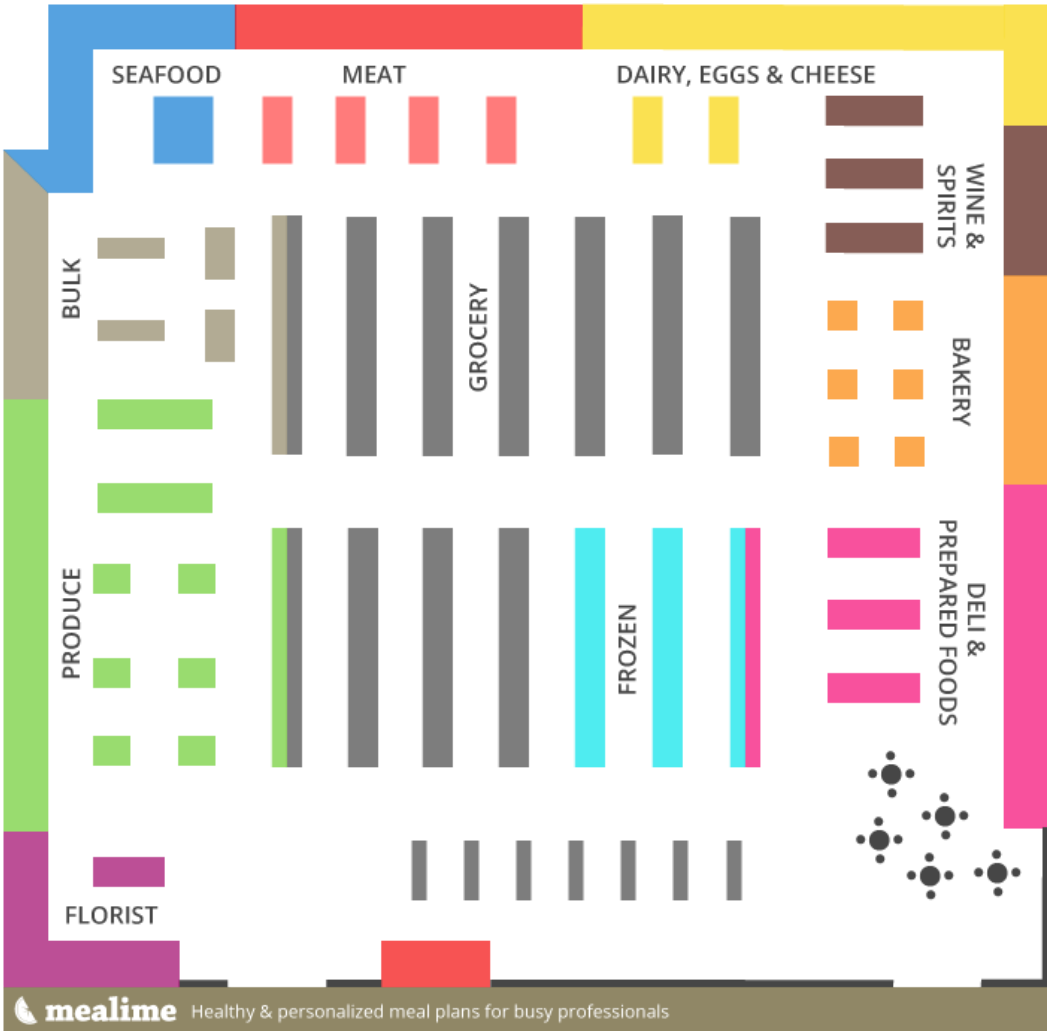 SEAFOOD
MEAT
DAIRY, EGGS & CHEESE
WINE &
SPIRITS
BULK
GROCERY
BAKERY
PRODUCE
FROZEN
DELI &
PREPARED FOODS
FLORIST
mealime Healthy & personalized meal plans for busy professionals